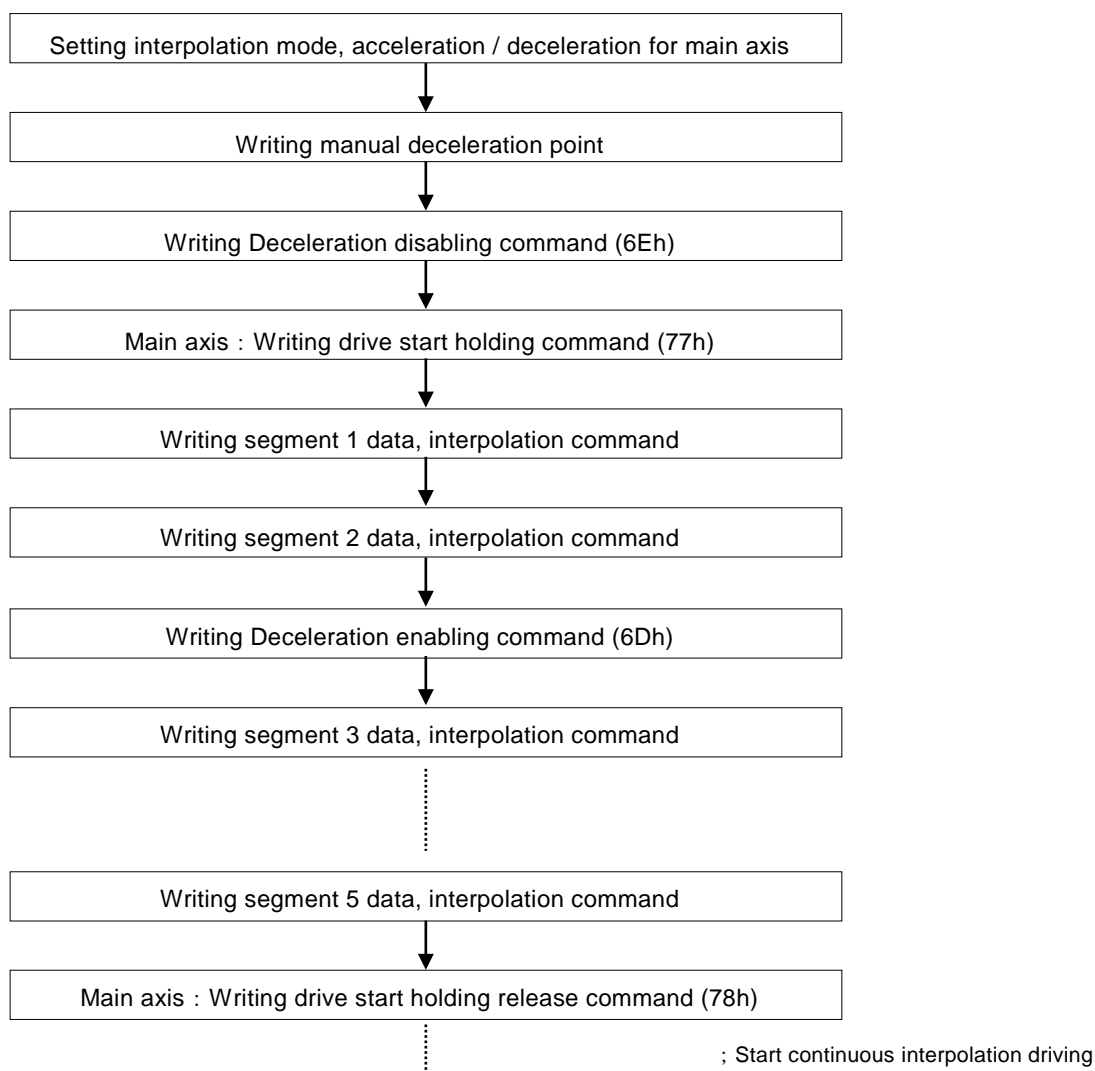 Setting interpolation mode, acceleration / deceleration for main axis
Writing manual deceleration point
Writing Deceleration disabling command (6Eh)
Main axis：Writing drive start holding command (77h)
Writing segment 1 data, interpolation command
Writing segment 2 data, interpolation command
Writing Deceleration enabling command (6Dh)
Writing segment 3 data, interpolation command
Writing segment 5 data, interpolation command
Main axis：Writing drive start holding release command (78h)
；Start continuous interpolation driving